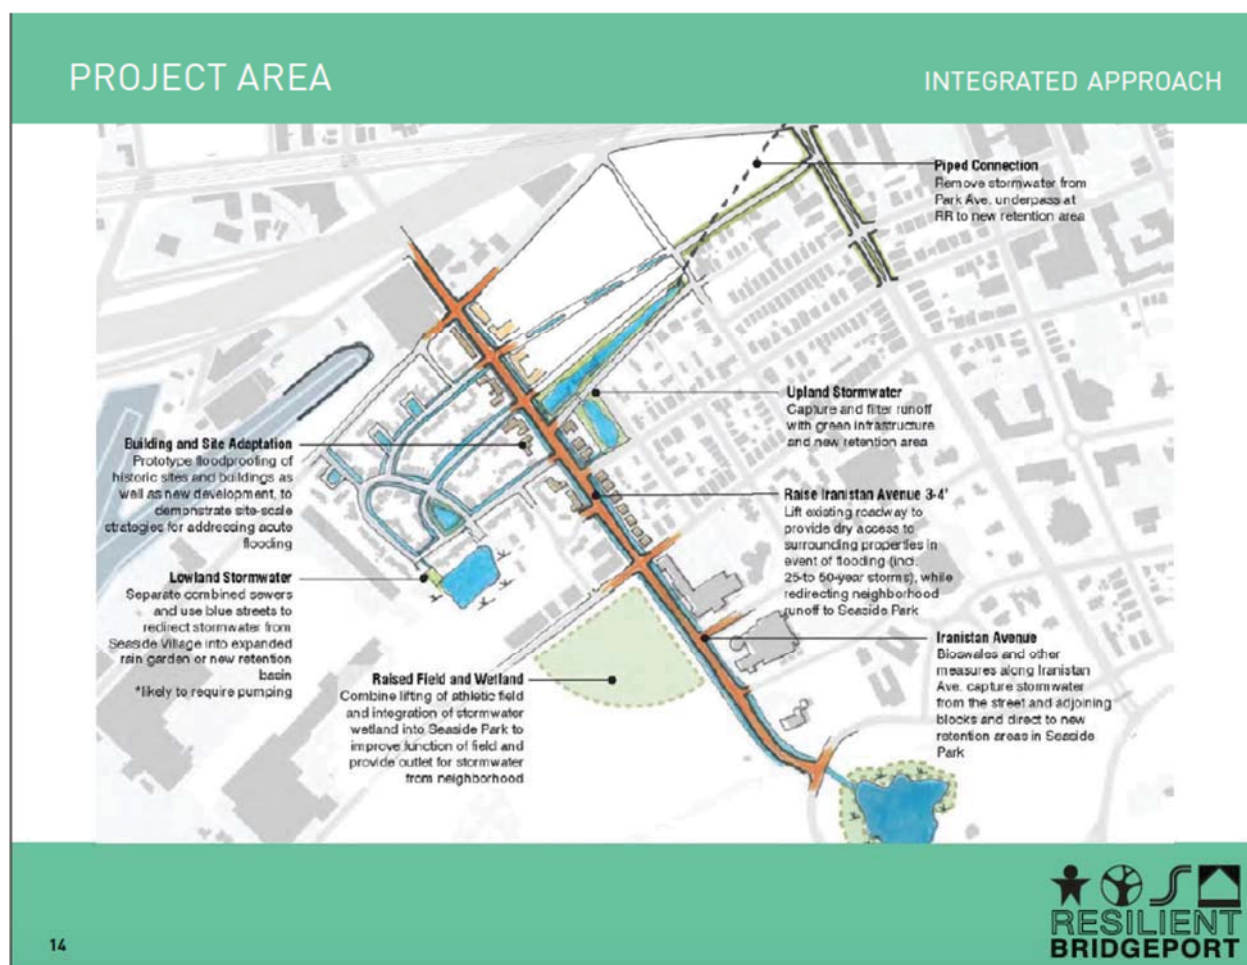 PROJECT AREA
INTEGRATED APPROACH
Piped Connection
Remove stormwater from
Park Ave. underpass at
RR to new retention area
Upland Stormwater
Capture and filter runoff
with green infrastructure
and new retention area
Building and Site Adaptation
Prototype floodproofing of
historic sites and buildings as
well as new development, to
demonstrate site-scale
strategies for addressing acute
flooding
Raise Iranistan Avenue 3-4'
Lift existing roadway to
provide dry access to
surrounding properties in
event of flooding (incl.
25-to 50-year storms), while
redirecting neighborhood
runoff to Seaside Park
Lowland Stormwater
Separate combined sewers
and use blue streets to
redirect stormwater from
Seaside Village into expanded
rain garden or new retention
basin
*likely to require pumping
Iranistan Avenue
Bioswales and other
measures along Iranistan
Ave. capture stormwater
from the street and adjoining
blocks and direct to new
retention areas in Seaside
Park
Raised Field and Wetland
Combine lifting of athletic field
and integration of stormwater
wetland into Seaside Park to
improve function of field and
provide outlet for stormwater
from neighborhood
14
RESILIENT
BRIDGEPORT